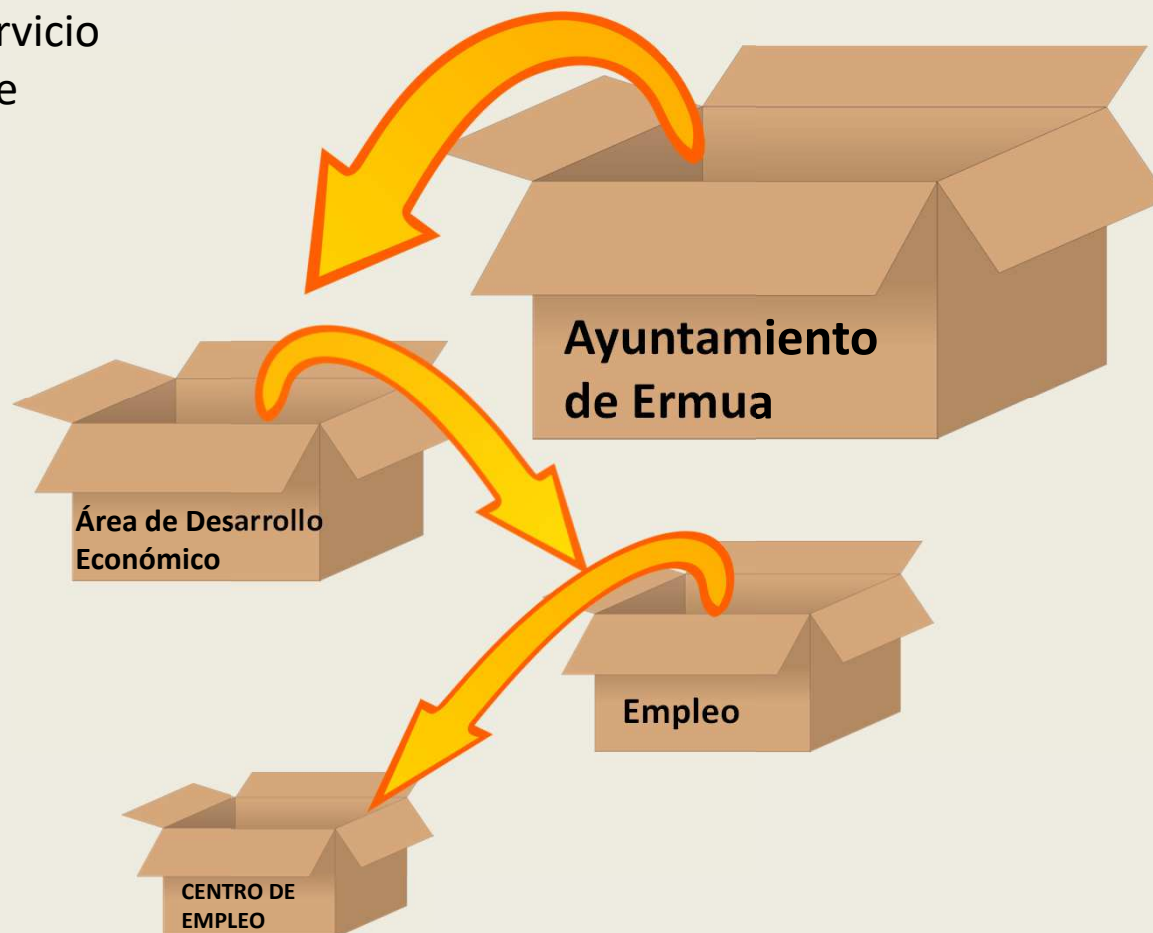 rvicio
e
Ayuntamiento
de Ermua
Área de Desarrollo
Económico
Empleo
CENTRO DE
EMPLEO